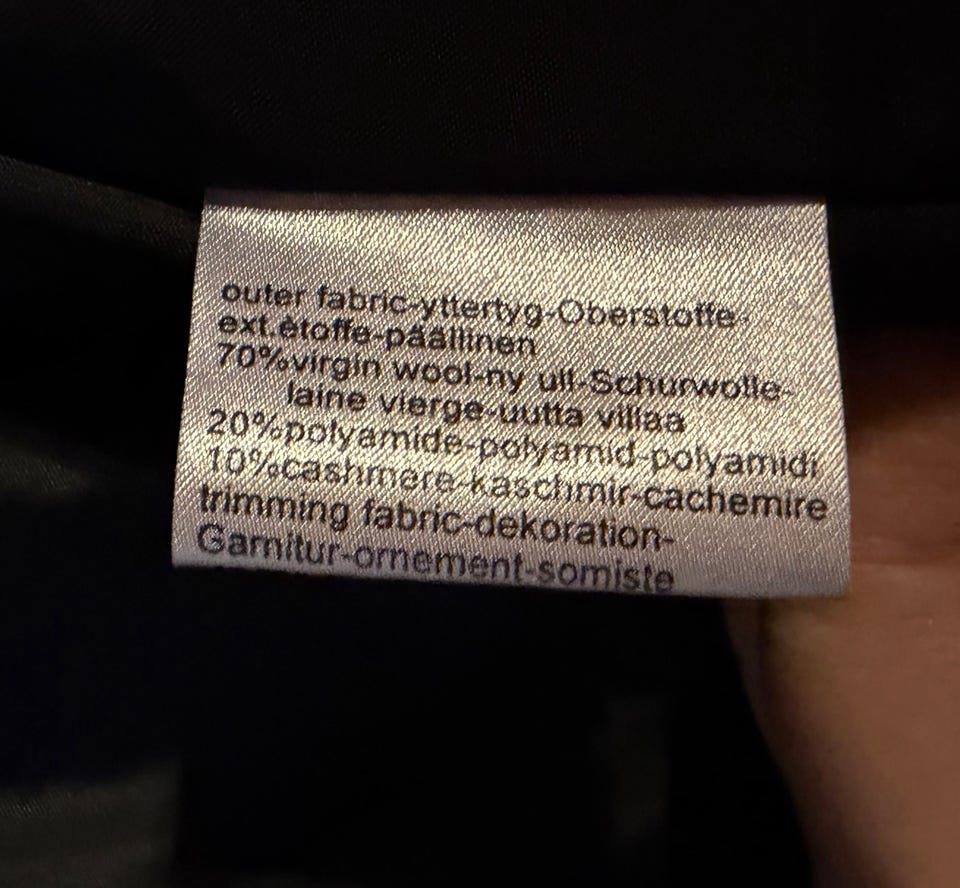 outer fabric-yttertyg-Oberstoffe-
ext.ètoffe-päällinen
70%virgin wool-ny ull-Schurwolle-
laine vierge-uutta villaa
20%polyamide-polyamid-polyamidi
10%cashmere-kaschmir-cachemire
trimming fabric-dekoration-
Garnitur-ornement-somiste